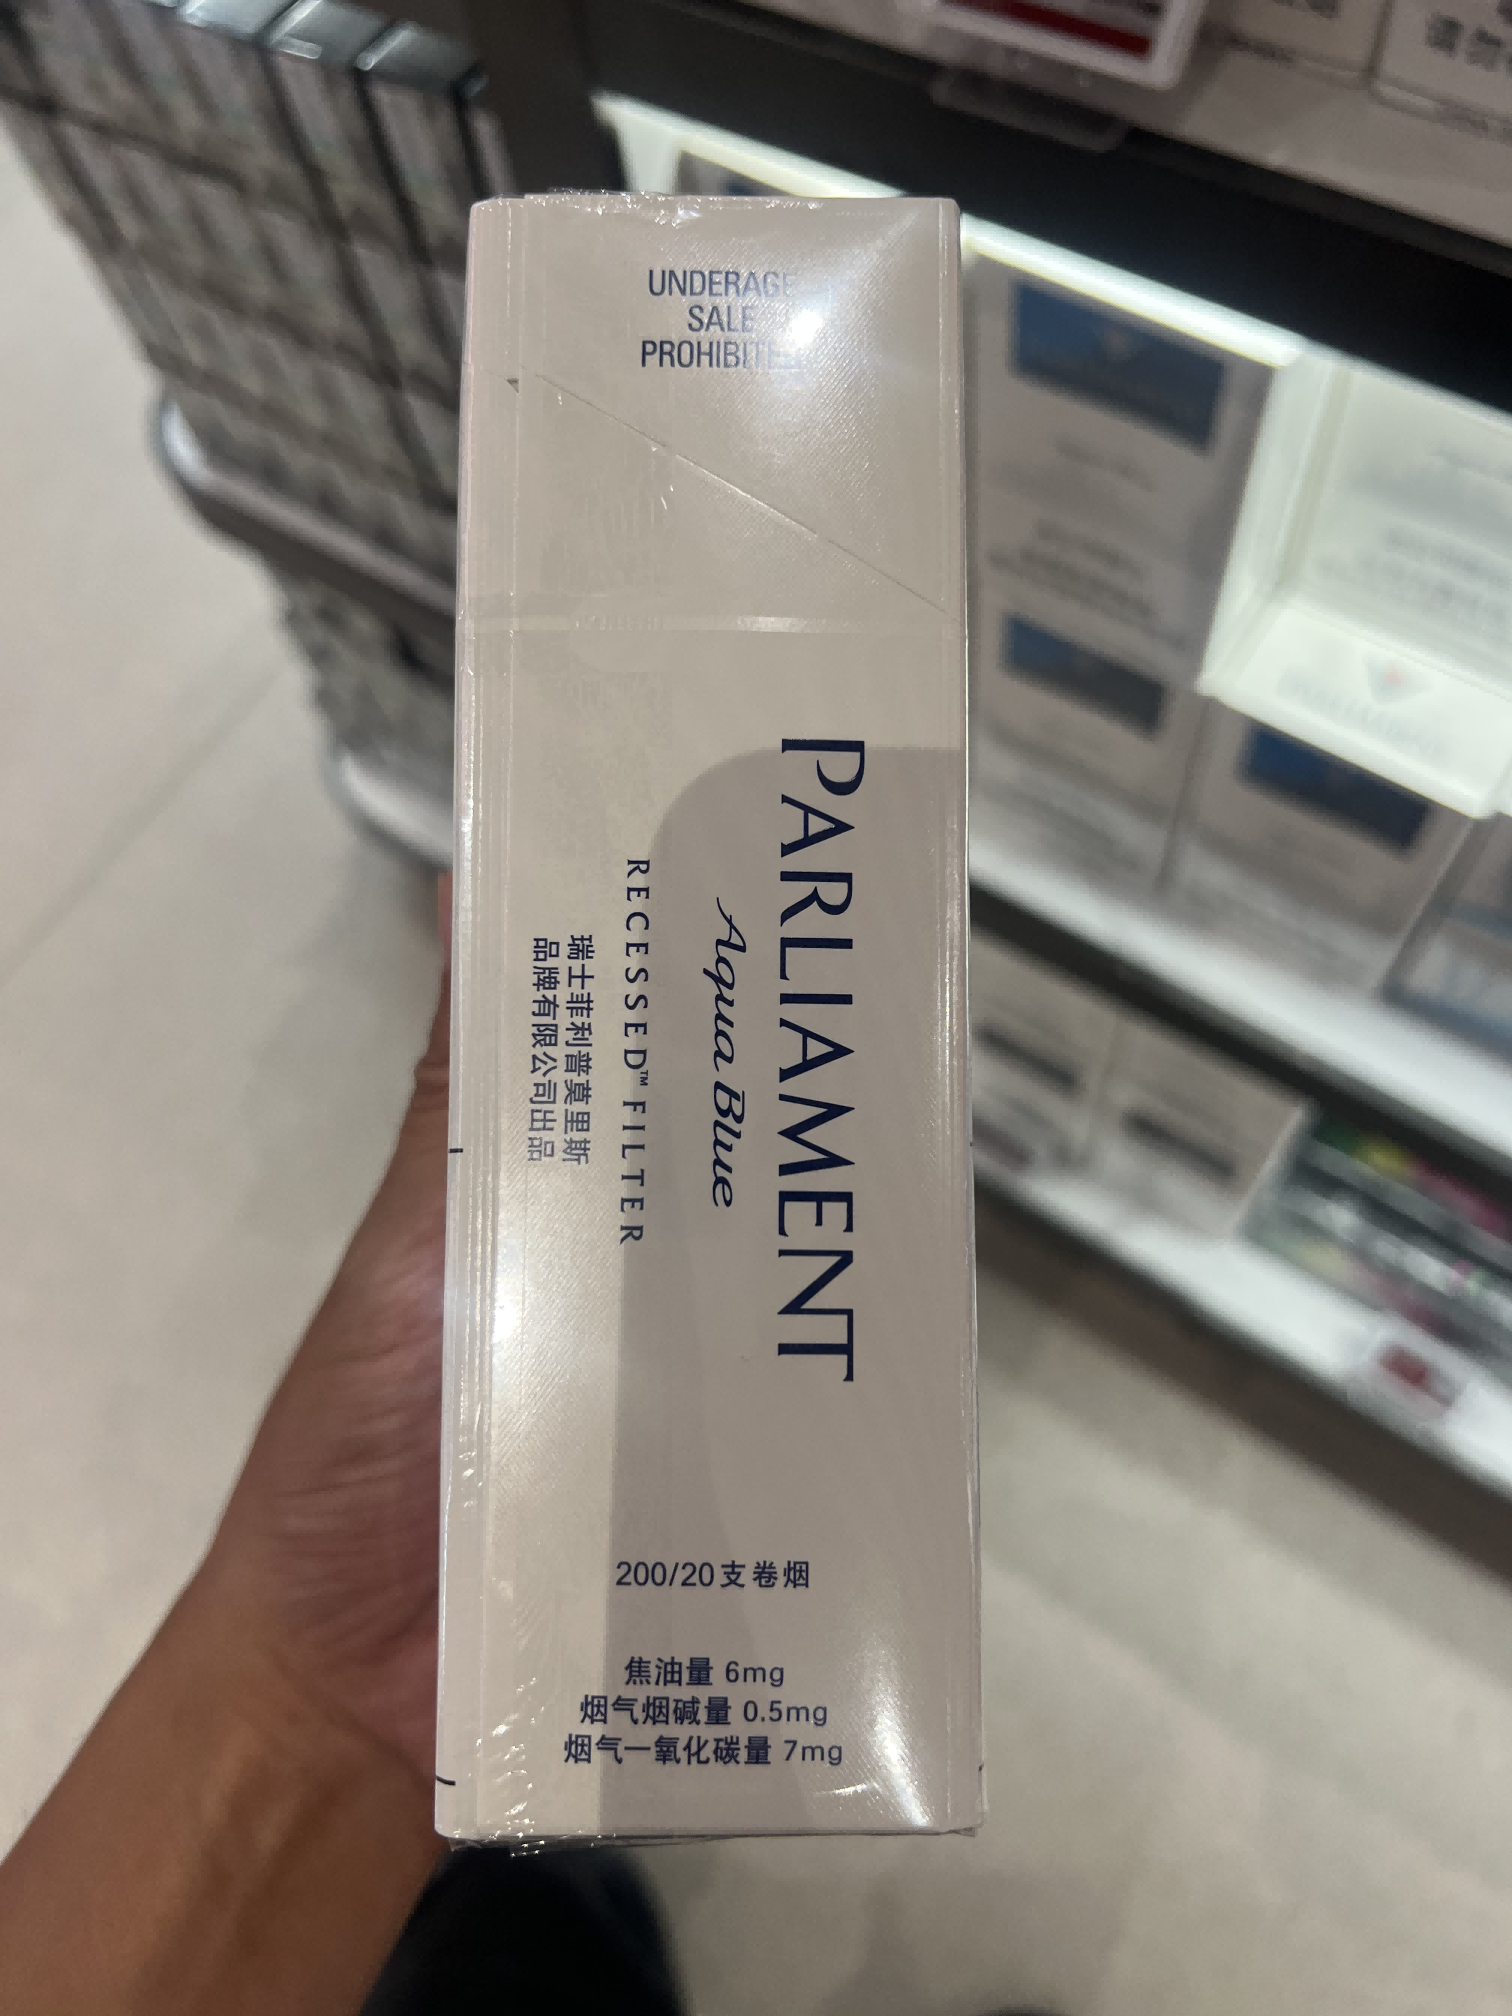 UNDERAGE
SALE
PROHIBITE
PARLIAMENT
Aqua Blue
RECESSED™ FILTER
瑞士菲利普莫里斯
品牌有限公司出品
200/20支卷烟
焦油量 6mg
烟气烟碱量 0.5mg
烟气一氧化碳量 7mg
请勿